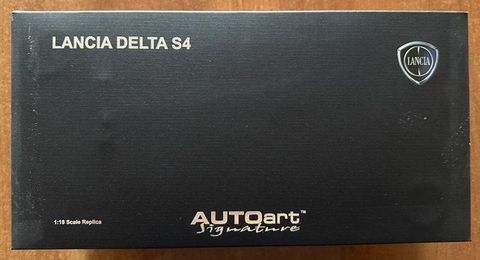 LANCIA DELTA S4
LANCIA
1:18 Scale Replica
AUTOart™
Signature